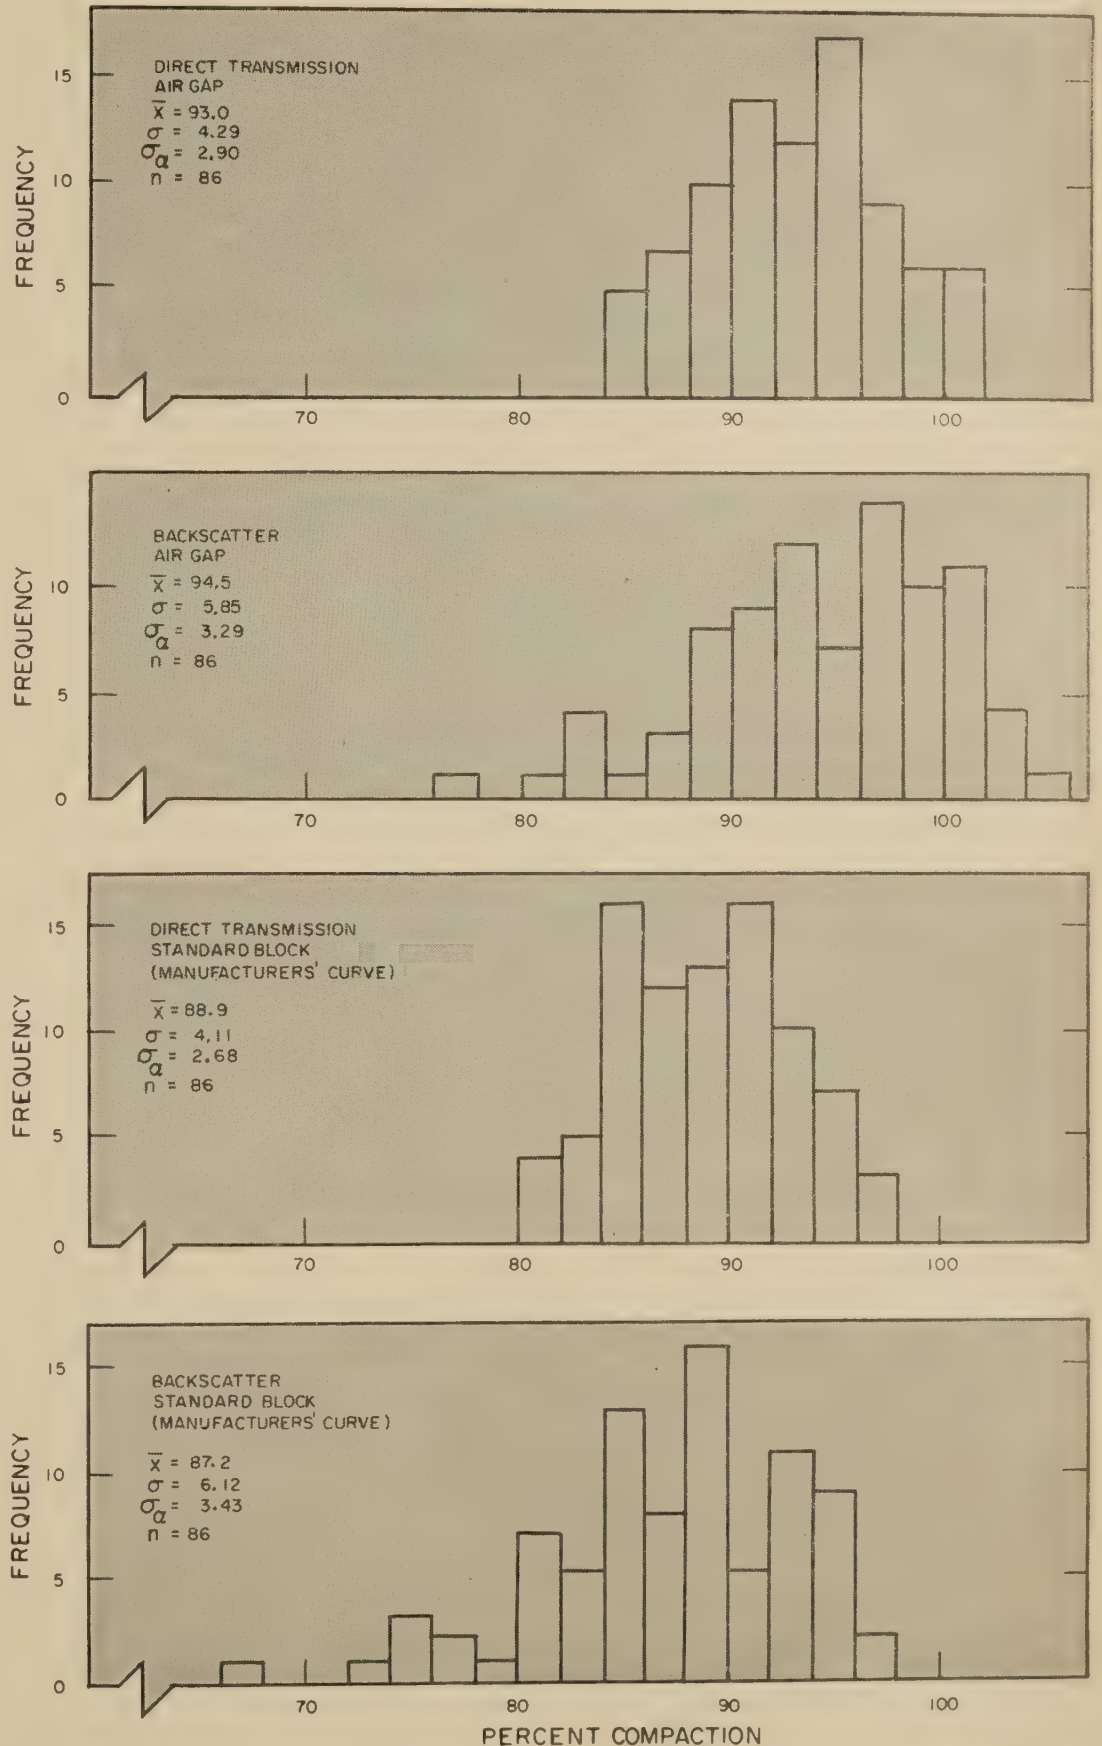 FREQUENCY
15
10
5
0
DIRECT TRANSMISSION
AIR GAP
x̅ = 93.0
σ = 4.29
σα = 2.90
n = 86
70 80 90 100
FREQUENCY
10
5
0
BACKSCATTER
AIR GAP
x̅ = 94.5
σ = 5.85
σα = 3.29
n = 86
70 80 90 100
FREQUENCY
15
10
5
0
DIRECT TRANSMISSION
STANDARD BLOCK
(MANUFACTURERS' CURVE)
x̅ = 88.9
σ = 4.11
σα = 2.68
n = 86
70 80 90 100
FREQUENCY
15
10
5
0
BACKSCATTER
STANDARD BLOCK
(MANUFACTURERS' CURVE)
x̅ = 87.2
σ = 6.12
σα = 3.43
n = 86
70 80 90 100
PERCENT COMPACTION